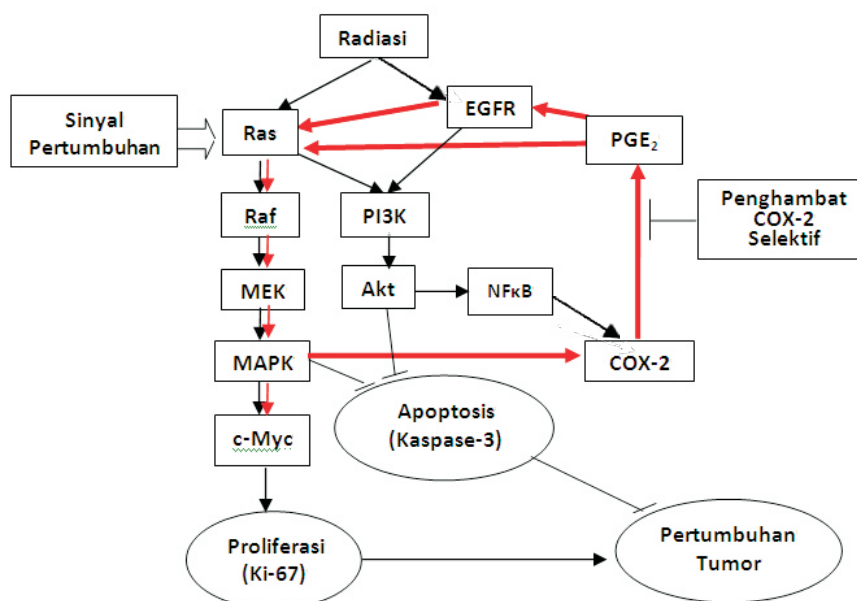 Radiasi
EGFR
Sinyal
Pertumbuhan
Ras
PGE₂
Raf
PI3K
Penghambat
COX-2
Selektif
MEK
Akt
NFκB
MAPK
COX-2
Apoptosis
(Kaspase-3)
c-Myc
Proliferasi
(Ki-67)
Pertumbuhan
Tumor